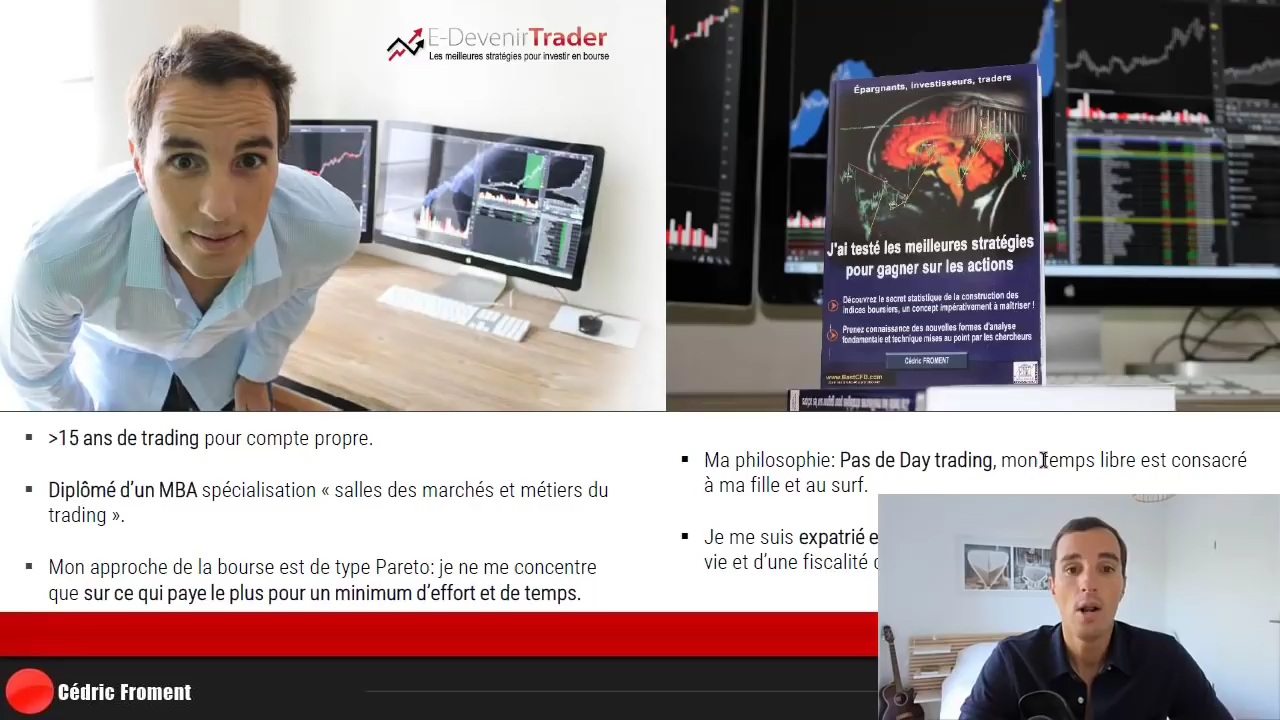 E-DevenirTrader
Les meilleures stratégies pour investir en bourse
Épargnants, investisseurs, traders
J'ai testé les meilleures stratégies
pour gagner sur les actions
Découvrez le secret statistique de la construction des
indices boursiers, un concept impérativement à maîtriser !
Prenez connaissance des nouvelles formes d'analyse
fondamentale et technique mises au point par les chercheurs
Cédric FROMENT
www.BestCFD.com
>15 ans de trading pour compte propre.
Diplômé d'un MBA spécialisation « salles des marchés et métiers du
trading ».
Mon approche de la bourse est de type Pareto: je ne me concentre
que sur ce qui paye le plus pour un minimum d'effort et de temps.
Ma philosophie: Pas de Day trading, mon temps libre est consacré
à ma fille et au surf.
Je me suis expatrié e
vie et d'une fiscalité
Cédric Froment